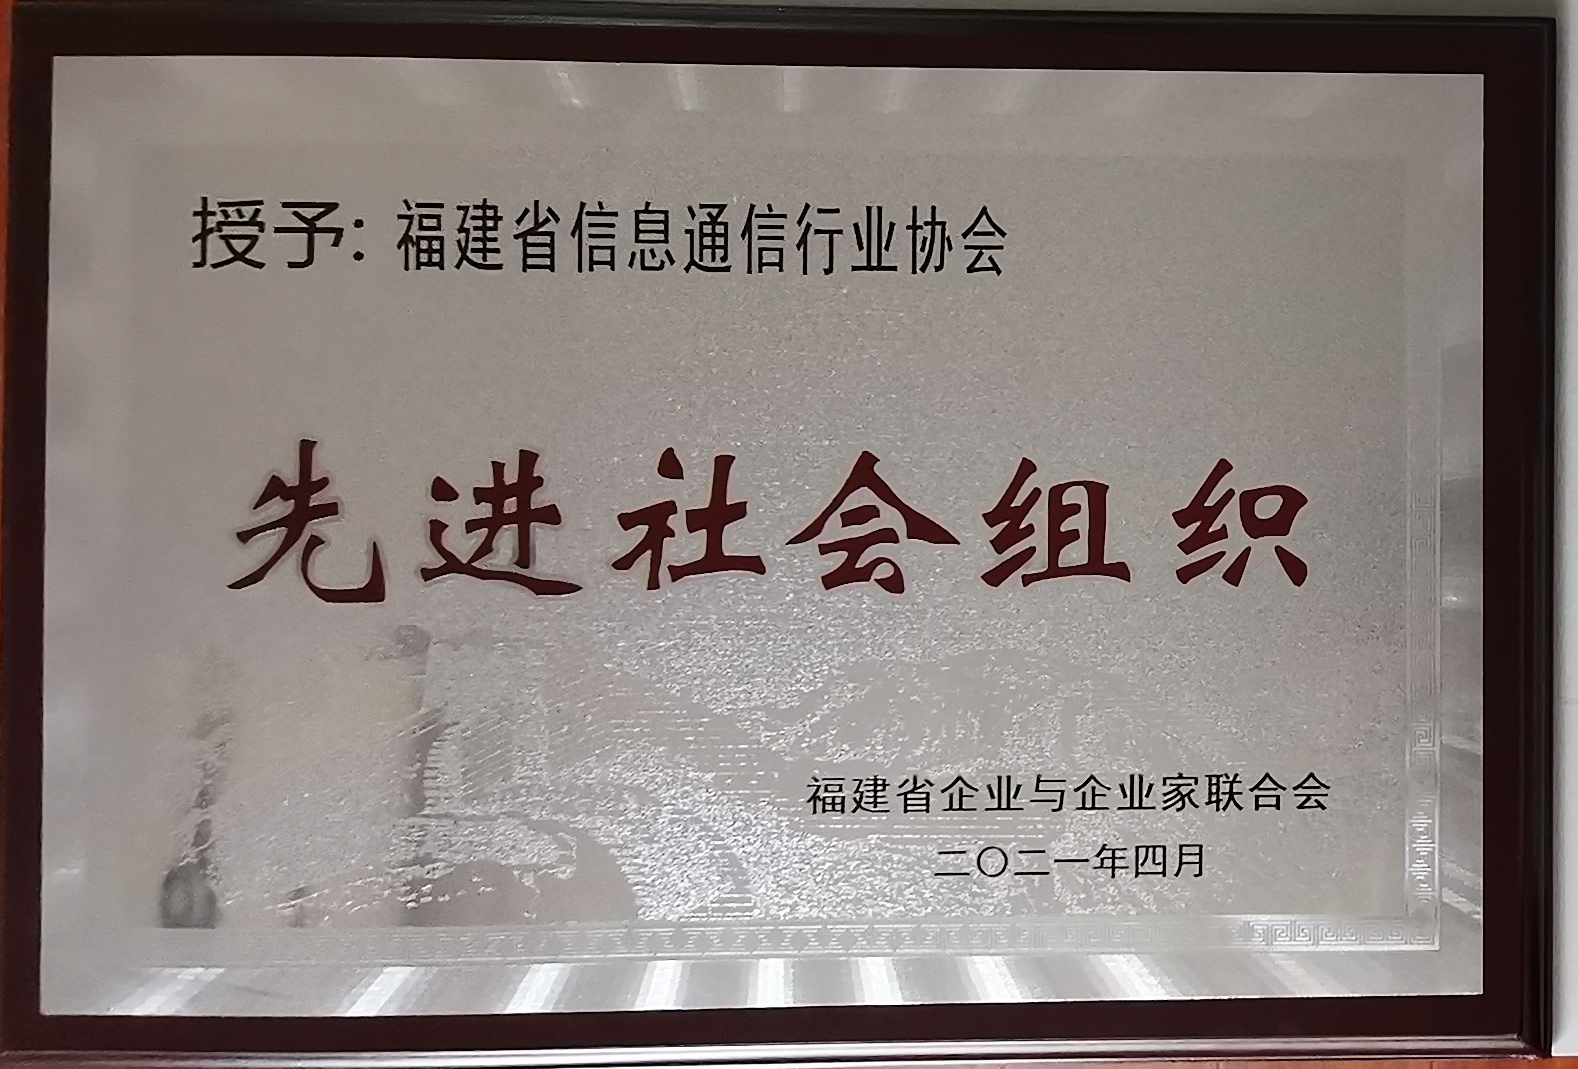 授予:福建省信息通信行业协会
先进社会组织
福建省企业与企业家联合会
二〇二一年四月